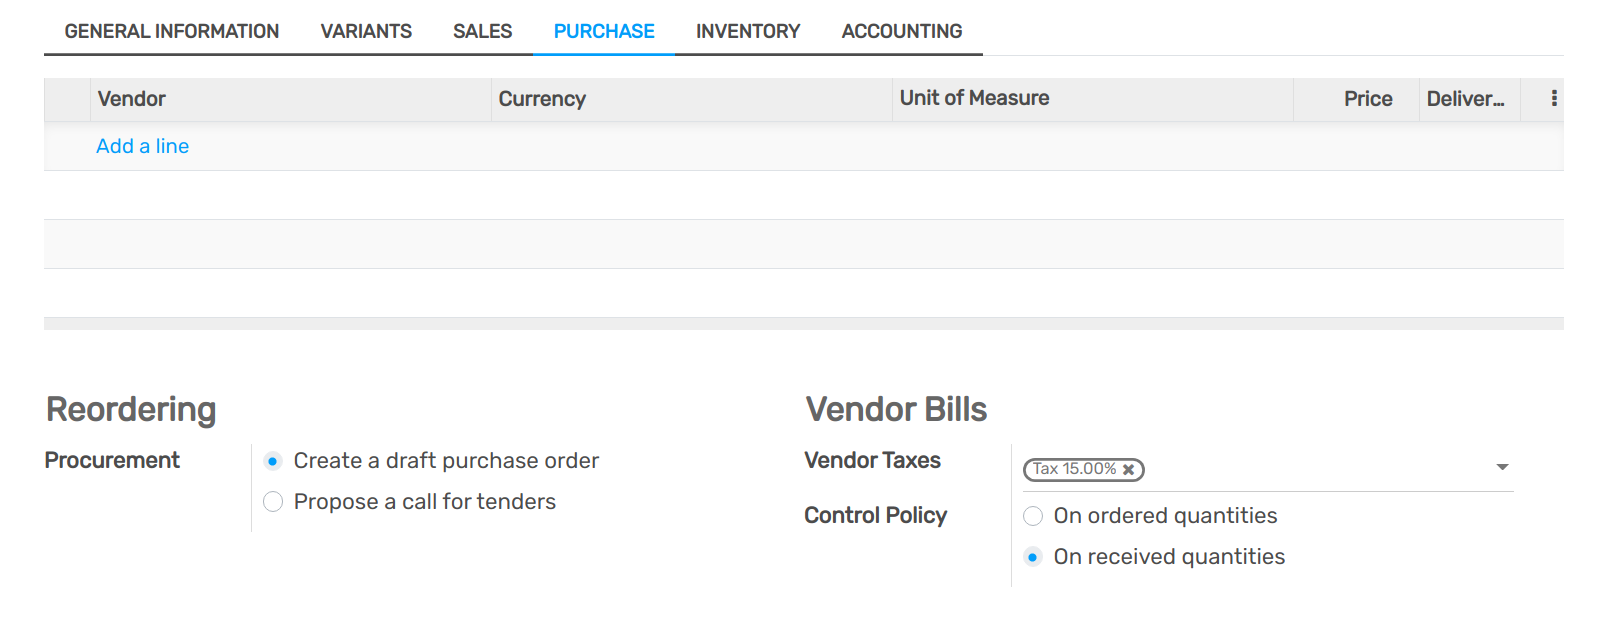 GENERAL INFORMATION VARIANTS SALES PURCHASE INVENTORY ACCOUNTING
Vendor Currency Unit of Measure Price Deliver...
Add a line
Reordering
Procurement
Create a draft purchase order
Propose a call for tenders
Vendor Bills
Vendor Taxes
Tax 15.00% ✖
Control Policy
On ordered quantities
On received quantities